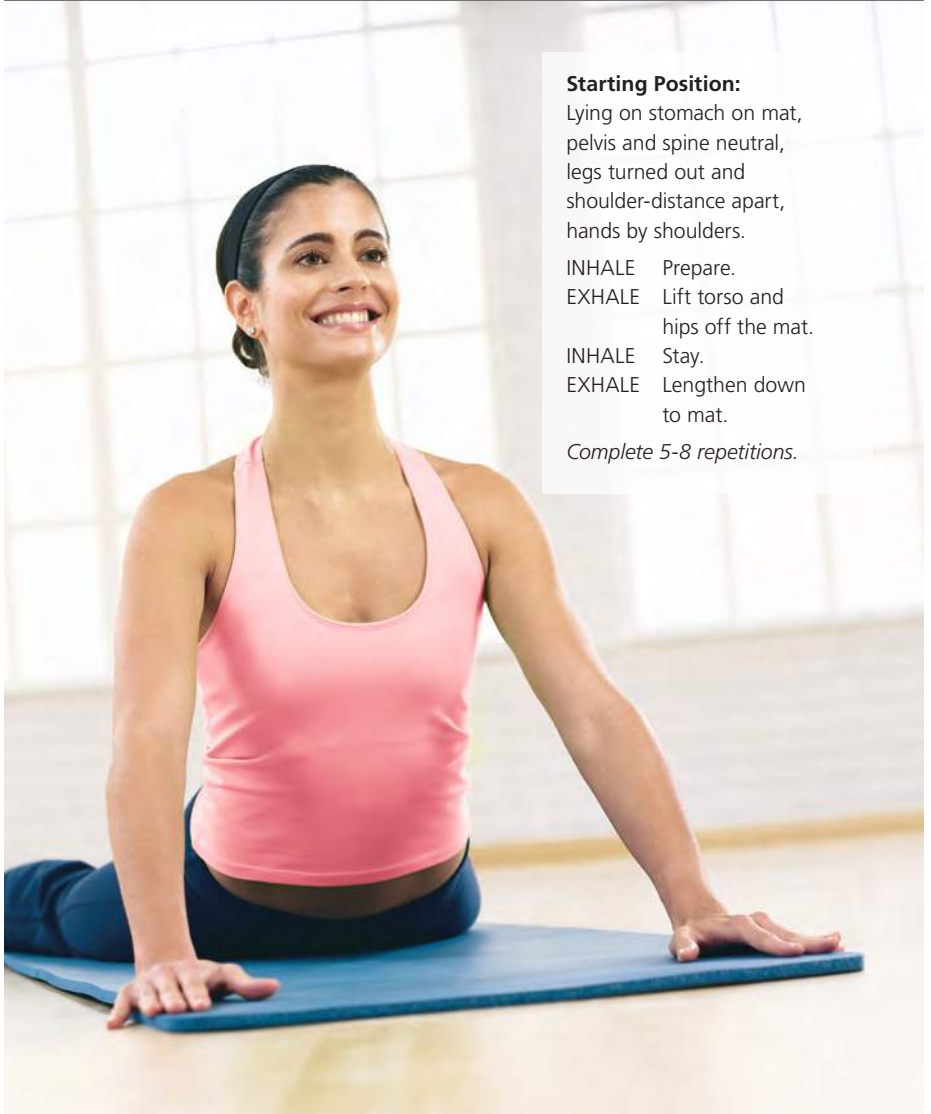 Starting Position:
Lying on stomach on mat,
pelvis and spine neutral,
legs turned out and
shoulder-distance apart,
hands by shoulders.
INHALE Prepare.
EXHALE Lift torso and
hips off the mat.
INHALE Stay.
EXHALE Lengthen down
to mat.
Complete 5-8 repetitions.